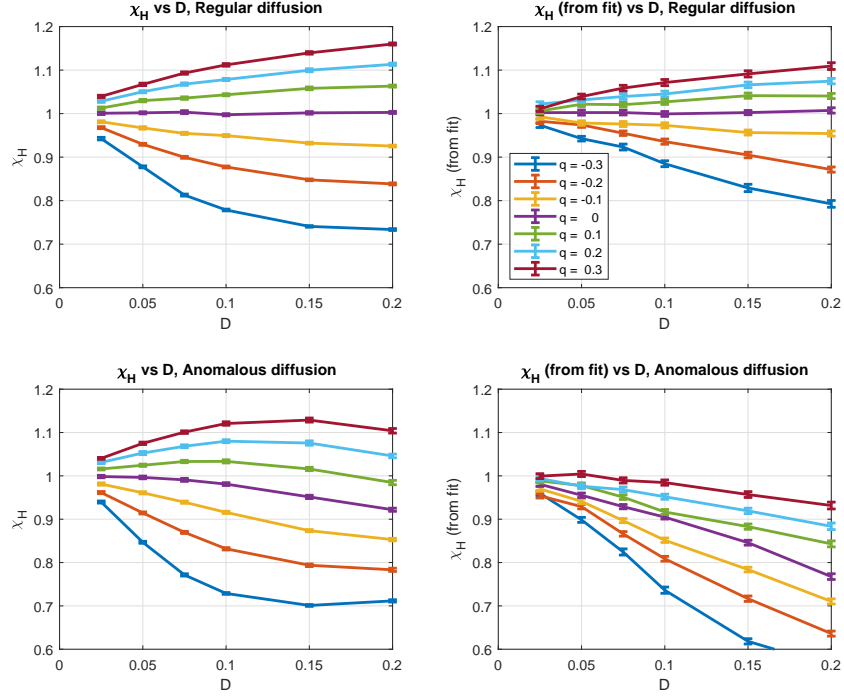 χH vs D, Regular diffusion
1.2
1.1
1
0.9
0.8
0.7
0.6
χH
0
0.05
0.1
0.15
0.2
D
χH (from fit) vs D, Regular diffusion
1.2
1.1
1
0.9
0.8
0.7
0.6
χH (from fit)
q = -0.3
q = -0.2
q = -0.1
q = 0
q = 0.1
q = 0.2
q = 0.3
0
0.05
0.1
0.15
0.2
D
χH vs D, Anomalous diffusion
1.2
1.1
1
0.9
0.8
0.7
0.6
χH
0
0.05
0.1
0.15
0.2
D
χH (from fit) vs D, Anomalous diffusion
1.2
1.1
1
0.9
0.8
0.7
0.6
χH (from fit)
0
0.05
0.1
0.15
0.2
D